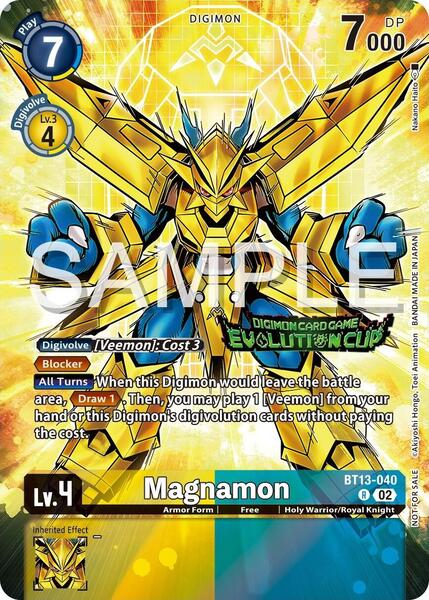 DIGIMON
Play
7
7000
DP
Digivolve
Lv.3
4
Nakano Haito
SAMPLE
DIGIMON CARD GAME
EVOLUTION CUP
Digivolve [Veemon]: Cost 3
Blocker
All Turns When this Digimon would leave the battle
area, Draw 1. Then, you may play 1 [Veemon] from your
hand or this Digimon's digivolution cards without paying
the cost.
©Akiyoshi Hongo, Toei Animation BANDAI MADE IN JAPAN
NOT FOR SALE
Lv.4
Magnamon
BT13-040
R 02
Armor Form Free Holy Warrior/Royal Knight
Inherited Effect
–